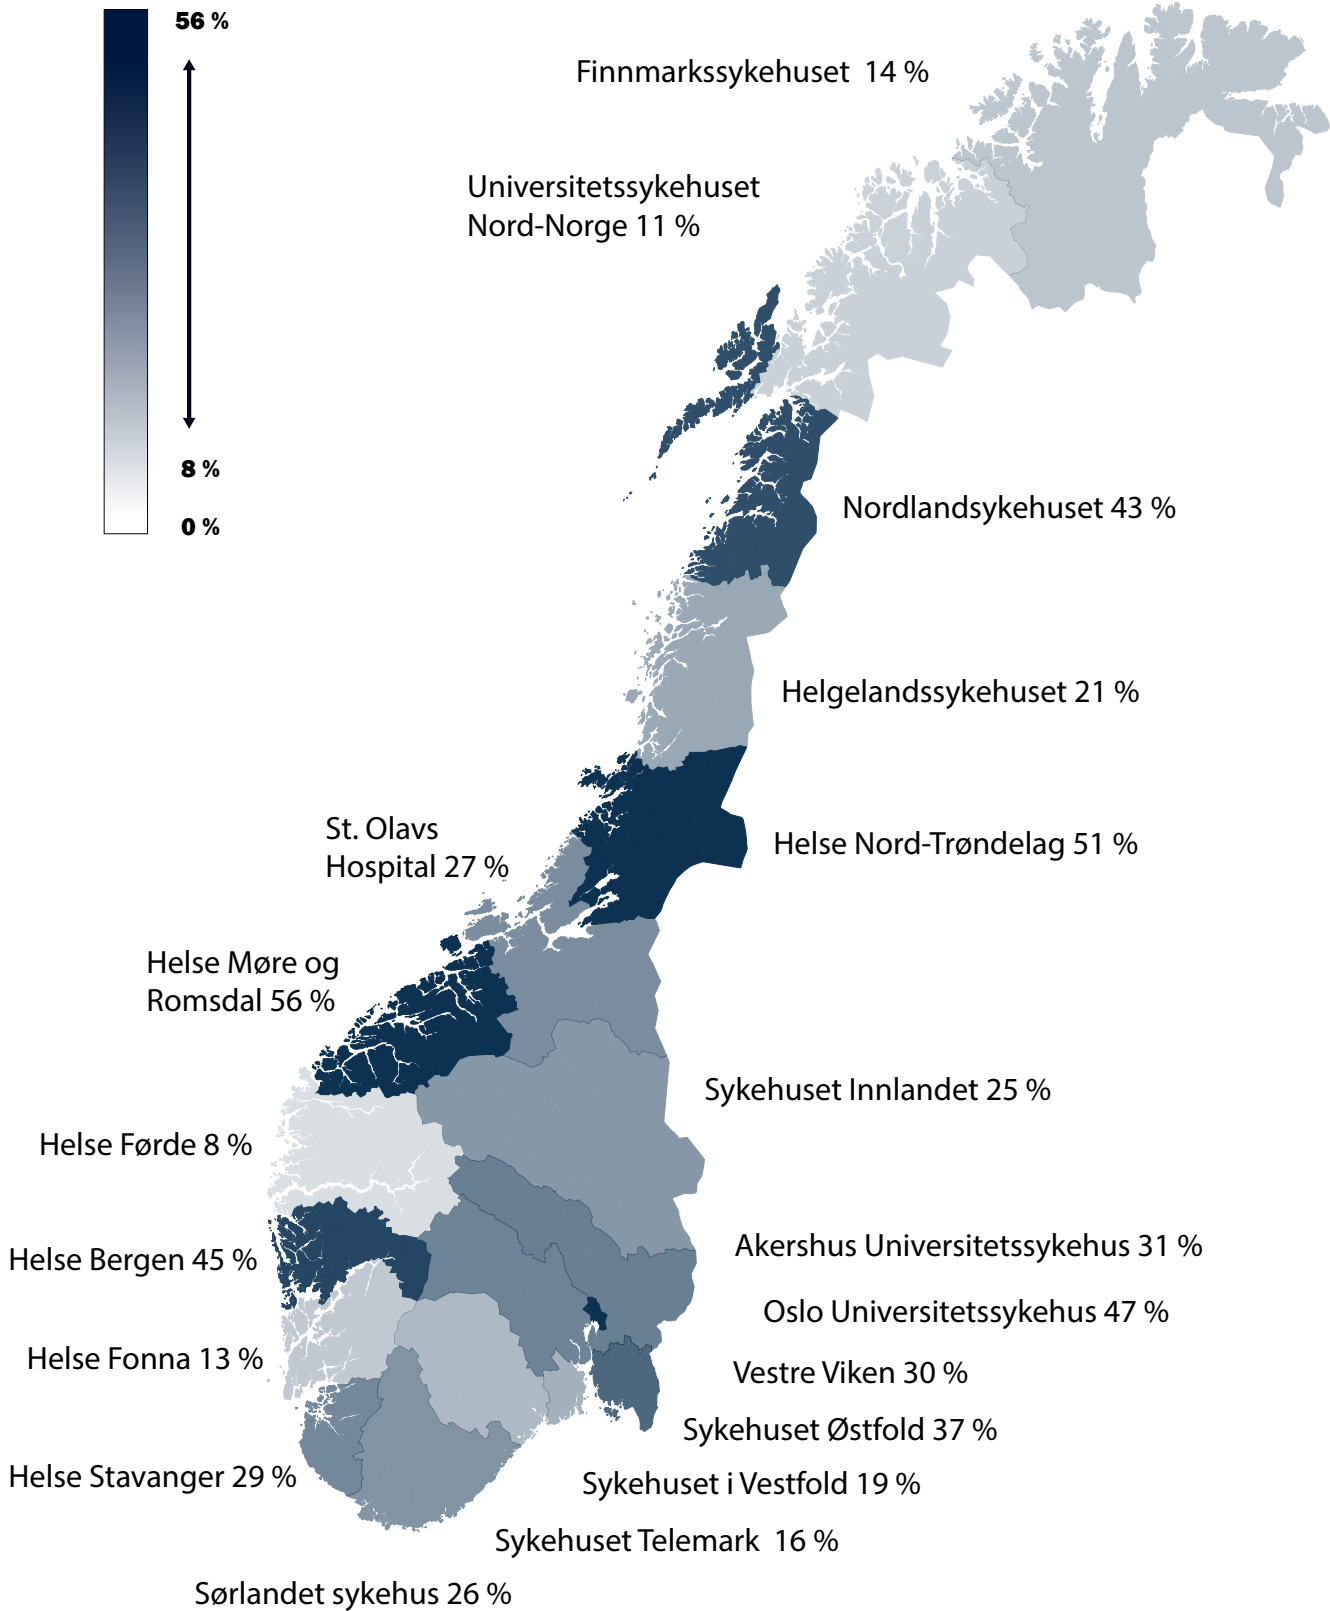 56 %
8 %
0 %
Finnmarkssykehuset 14 %
Universitetssykehuset
Nord-Norge 11 %
Nordlandsykehuset 43 %
Helgelandssykehuset 21 %
St. Olavs
Hospital 27 %
Helse Nord-Trøndelag 51 %
Helse Møre og
Romsdal 56 %
Sykehuset Innlandet 25 %
Helse Førde 8 %
Akershus Universitetssykehus 31 %
Helse Bergen 45 %
Oslo Universitetssykehus 47 %
Helse Fonna 13 %
Vestre Viken 30 %
Sykehuset Østfold 37 %
Helse Stavanger 29 %
Sykehuset i Vestfold 19 %
Sykehuset Telemark 16 %
Sørlandet sykehus 26 %